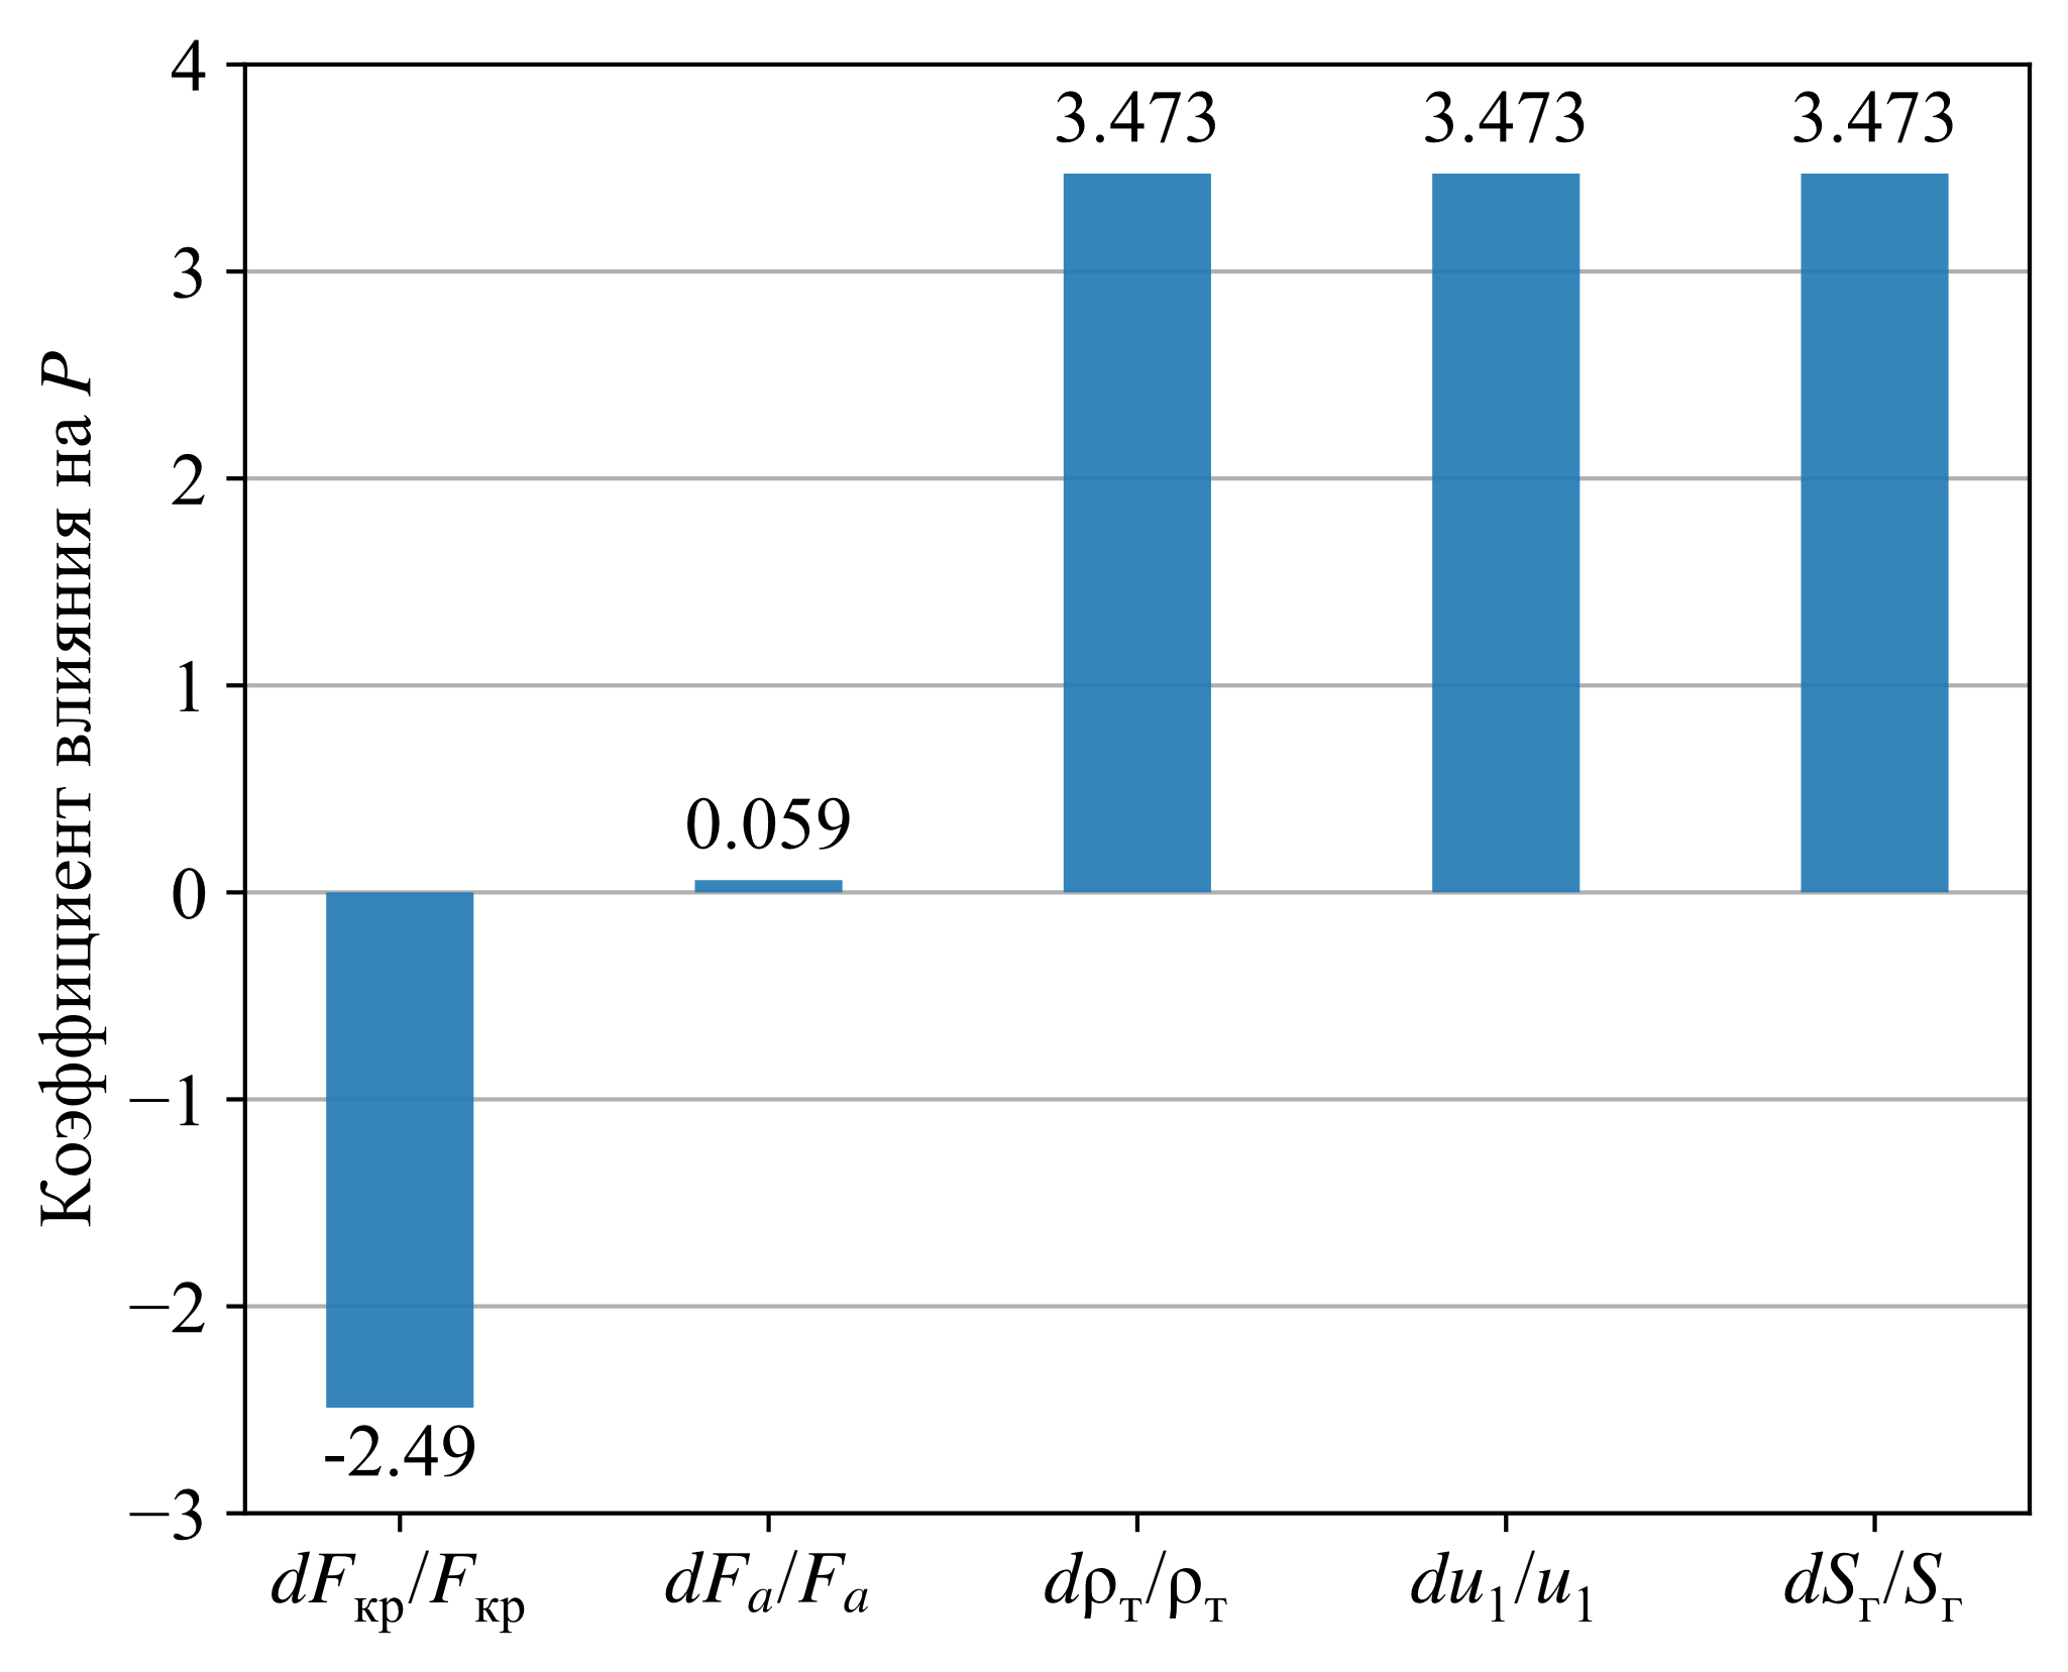 Коэффициент влияния на P
4
3
2
1
0
−1
−2
−3
-2.49
0.059
3.473
3.473
3.473
dFкр/Fкр
dFa/Fa
dρт/ρт
du1/u1
dSг/Sг